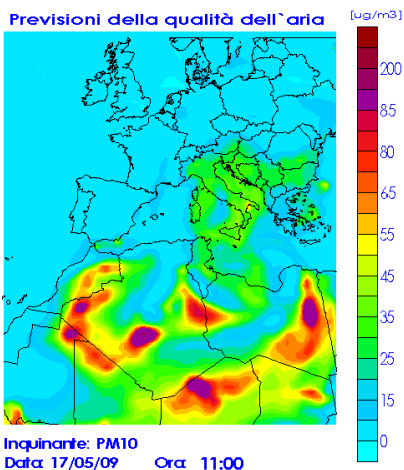 Previsioni della qualità dell`aria
[ug/m3]
200
85
80
65
55
45
35
25
15
0
Inquinante: PM10
Data: 17/05/09 Ora: 11:00